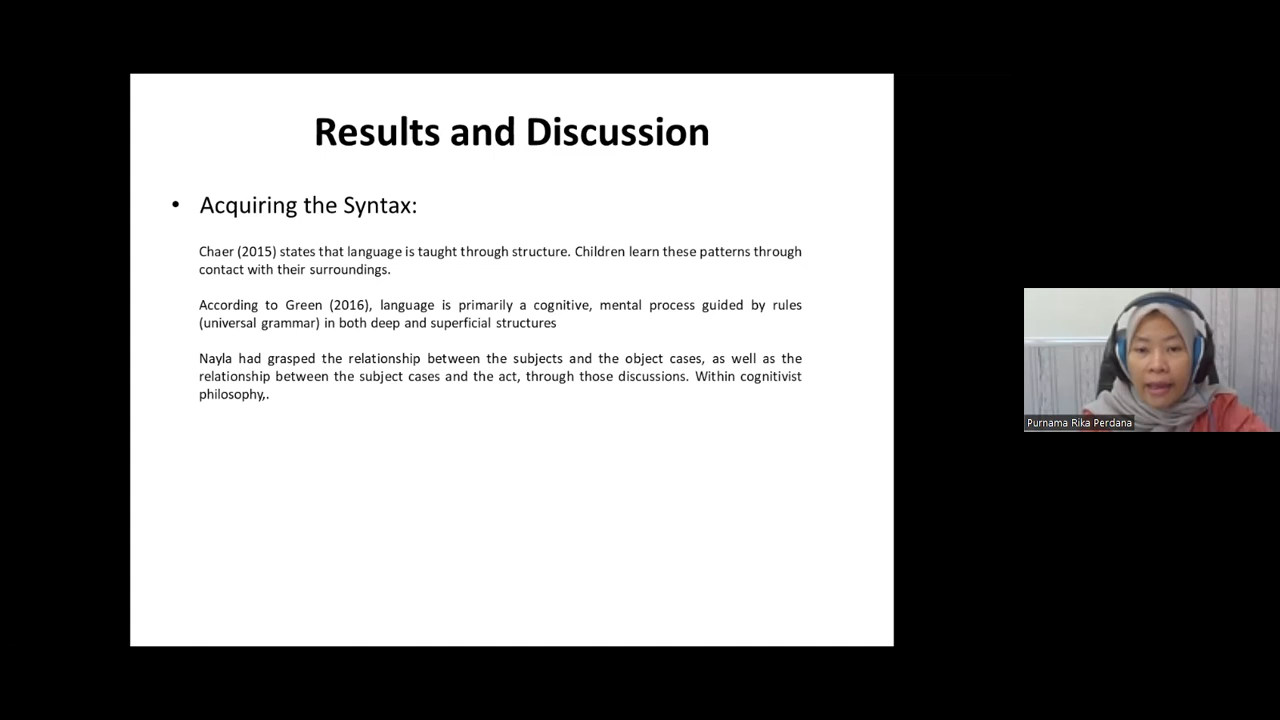 Results and Discussion
• Acquiring the Syntax:
Chaer (2015) states that language is taught through structure. Children learn these patterns through
contact with their surroundings.
According to Green (2016), language is primarily a cognitive, mental process guided by rules
(universal grammar) in both deep and superficial structures
Nayla had grasped the relationship between the subjects and the object cases, as well as the
relationship between the subject cases and the act, through those discussions. Within cognitivist
philosophy,.
Purnama Rika Perdana